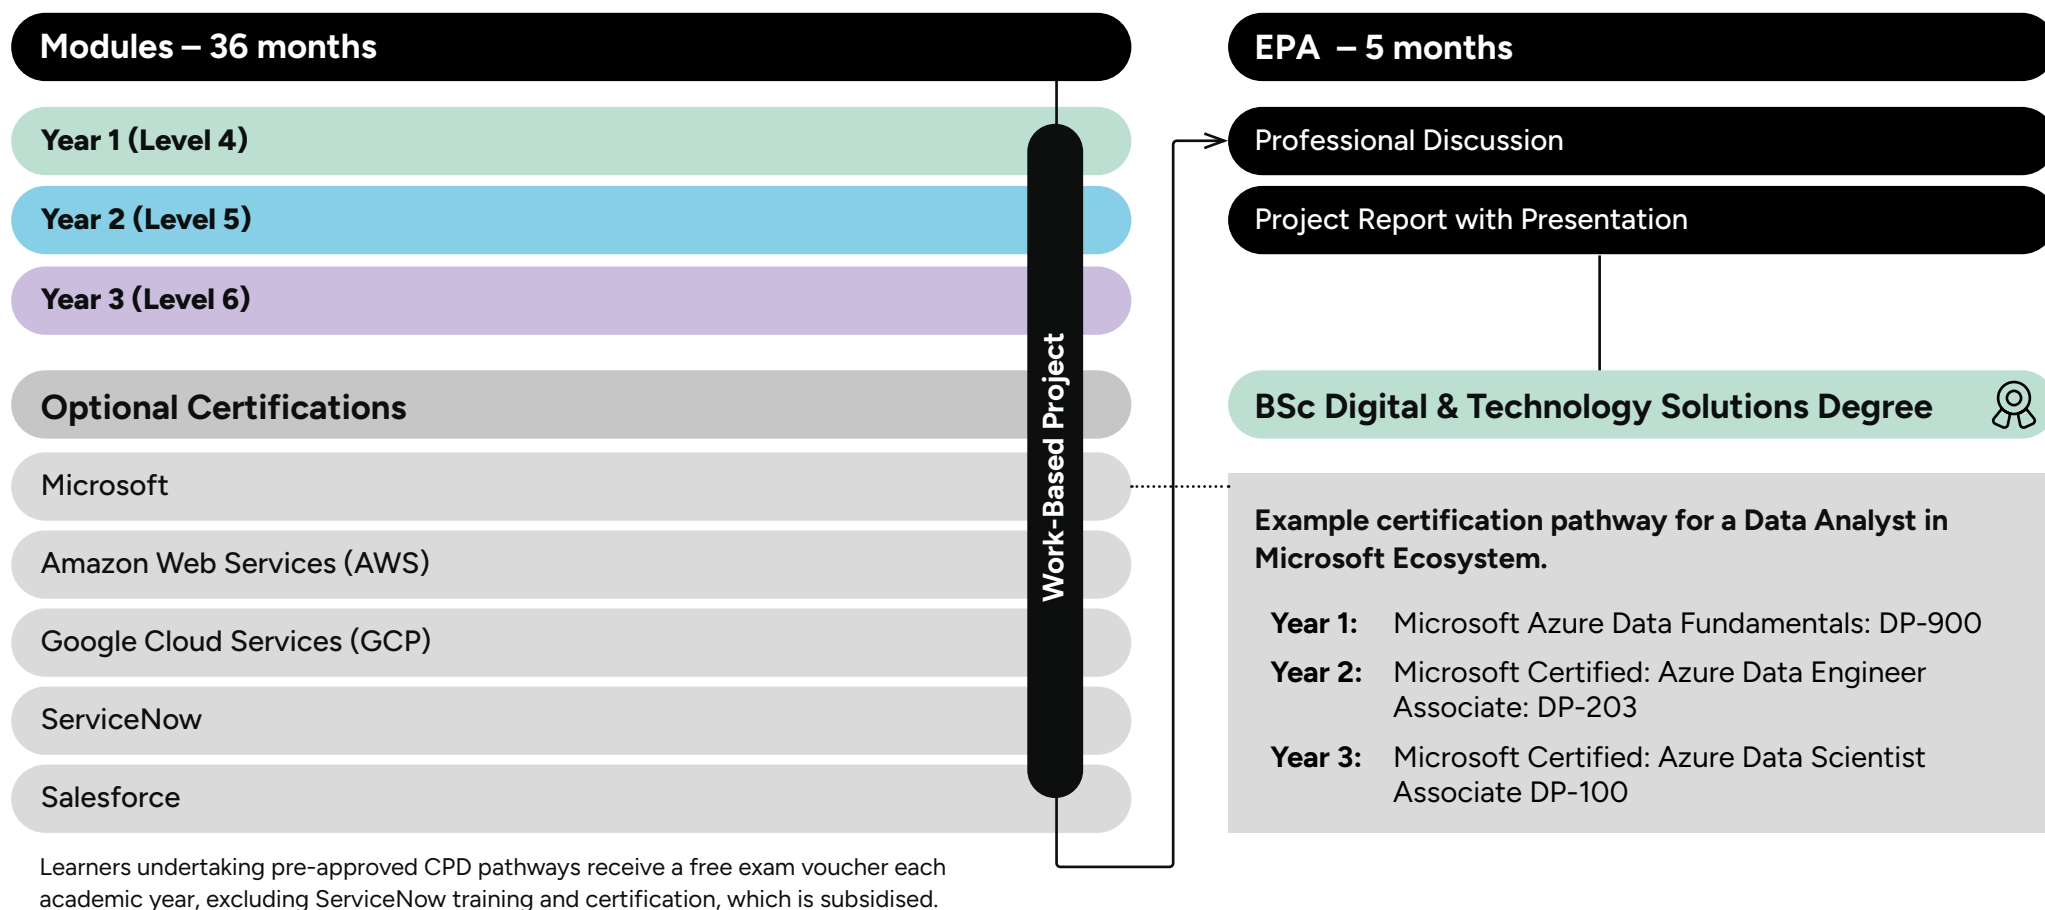 Modules – 36 months
Year 1 (Level 4)
Year 2 (Level 5)
Year 3 (Level 6)
Optional Certifications
Microsoft
Amazon Web Services (AWS)
Google Cloud Services (GCP)
ServiceNow
Salesforce
Learners undertaking pre-approved CPD pathways receive a free exam voucher each
academic year, excluding ServiceNow training and certification, which is subsidised.
Work-Based Project
EPA – 5 months
Professional Discussion
Project Report with Presentation
BSc Digital & Technology Solutions Degree
Example certification pathway for a Data Analyst in
Microsoft Ecosystem.
Year 1: Microsoft Azure Data Fundamentals: DP-900
Year 2: Microsoft Certified: Azure Data Engineer
Associate: DP-203
Year 3: Microsoft Certified: Azure Data Scientist
Associate DP-100